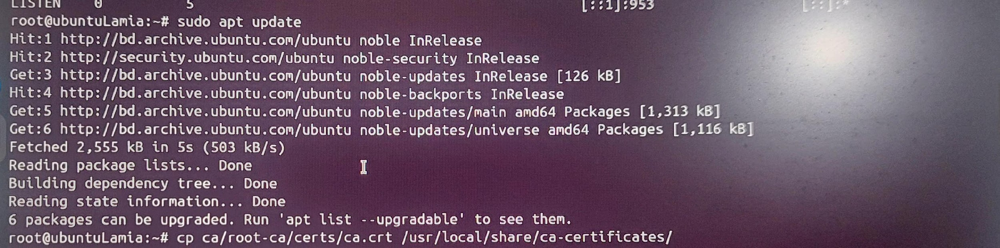 LISTEN 0 5 [::1]:953 [::]:*
root@ubuntuLamia:~# sudo apt update
Hit:1 http://bd.archive.ubuntu.com/ubuntu noble InRelease
Hit:2 http://security.ubuntu.com/ubuntu noble-security InRelease
Get:3 http://bd.archive.ubuntu.com/ubuntu noble-updates InRelease [126 kB]
Hit:4 http://bd.archive.ubuntu.com/ubuntu noble-backports InRelease
Get:5 http://bd.archive.ubuntu.com/ubuntu noble-updates/main amd64 Packages [1,313 kB]
Get:6 http://bd.archive.ubuntu.com/ubuntu noble-updates/universe amd64 Packages [1,116 kB]
Fetched 2,555 kB in 5s (503 kB/s)
Reading package lists... Done
Building dependency tree... Done
Reading state information... Done
6 packages can be upgraded. Run 'apt list --upgradable' to see them.
root@ubuntuLamia:~# cp ca/root-ca/certs/ca.crt /usr/local/share/ca-certificates/